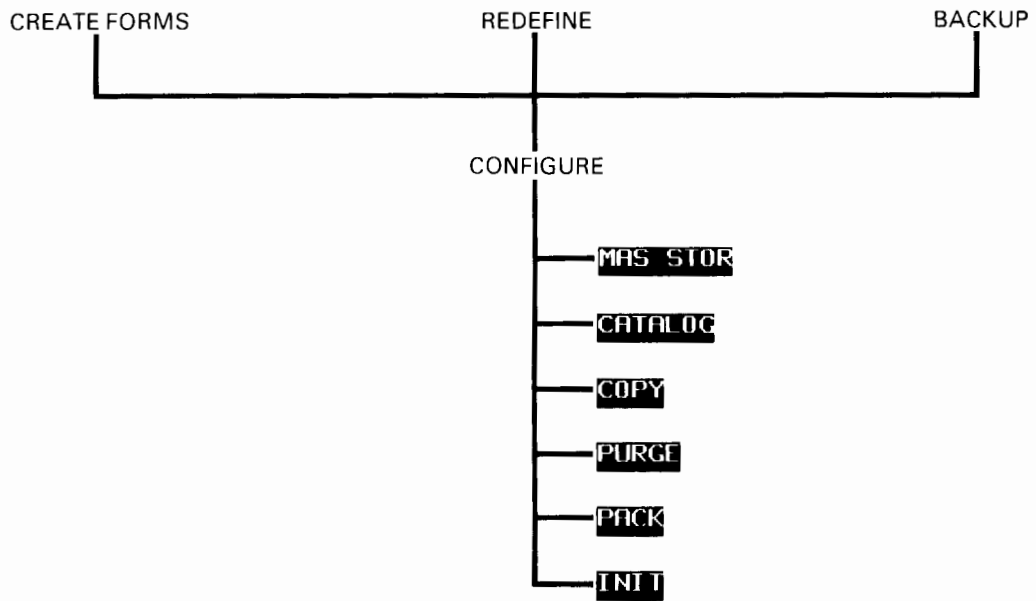 CREATE FORMS REDEFINE BACKUP
CONFIGURE
MAS STOR
CATALOG
COPY
PURGE
PACK
INIT